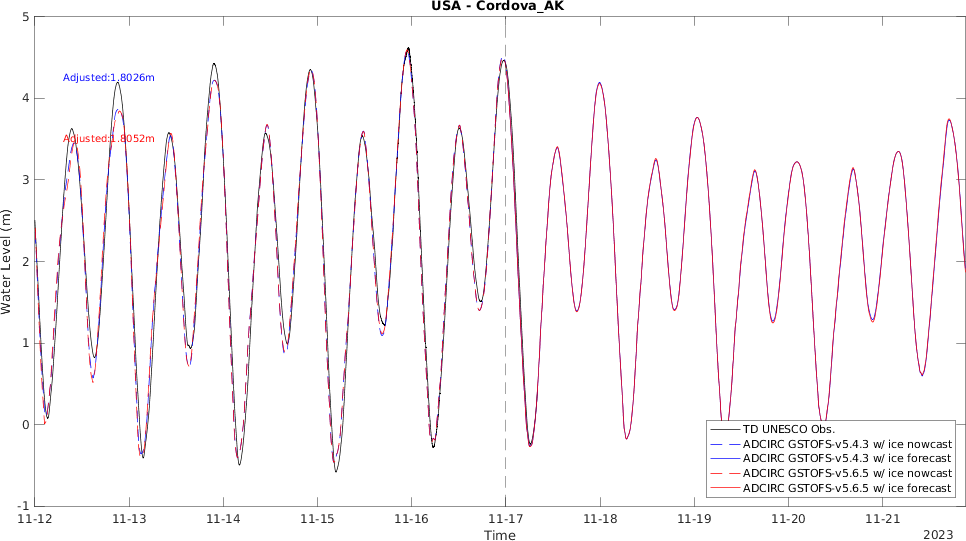 USA - Cordova_AK
5
4
3
2
1
0
-1
Water Level (m)
Adjusted:1.8026m
Adjusted:1.8052m
TD UNESCO Obs.
ADCIRC GSTOFS-v5.4.3 w/ ice nowcast
ADCIRC GSTOFS-v5.4.3 w/ ice forecast
ADCIRC GSTOFS-v5.6.5 w/ ice nowcast
ADCIRC GSTOFS-v5.6.5 w/ ice forecast
11-12 11-13 11-14 11-15 11-16 11-17 11-18 11-19 11-20 11-21
Time
2023